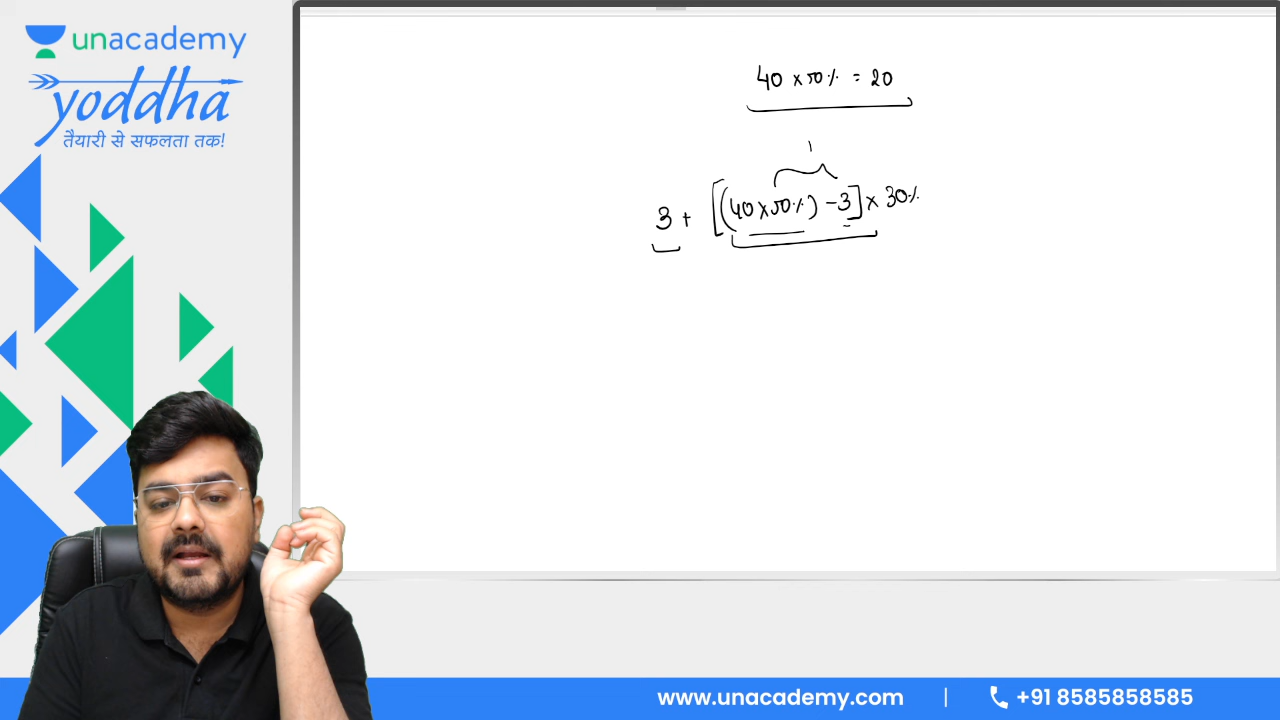 unacademy
yoddha
तैयारी से सफलता तक!
40 × 50% = 20
3 + [(40 × 50%) - 3] × 30%
www.unacademy.com | +91 8585858585